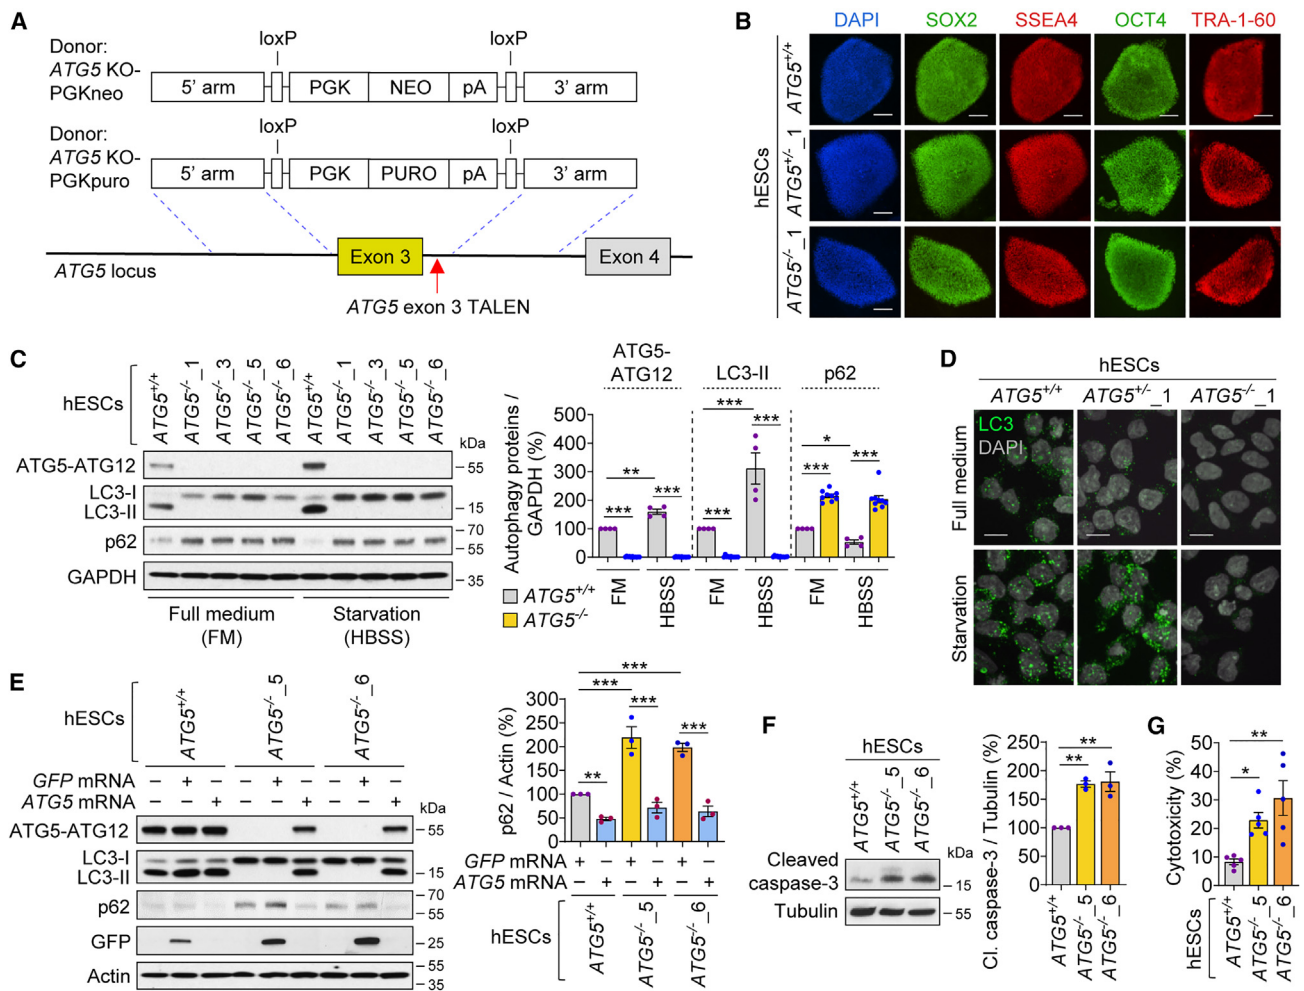 A
Donor:
ATG5 KO-
PGKneo
loxP
loxP
5' arm
PGK
NEO
pA
3' arm
Donor:
ATG5 KO-
PGKpuro
loxP
loxP
5' arm
PGK
PURO
pA
3' arm
Exon 3
Exon 4
ATG5 locus
ATG5 exon 3 TALEN
B
DAPI
SOX2
SSEA4
OCT4
TRA-1-60
hESCs
ATG5+/+
ATG5+/-_1
ATG5-/-_1
C
hESCs
ATG5+/+
ATG5-/-_1
ATG5-/-_3
ATG5-/-_5
ATG5-/-_6
ATG5+/+
ATG5-/-_1
ATG5-/-_3
ATG5-/-_5
ATG5-/-_6
kDa
ATG5-ATG12
55
LC3-I
LC3-II
15
p62
70
55
GAPDH
35
Full medium
(FM)
Starvation
(HBSS)
ATG5-
ATG12
LC3-II
p62
Autophagy proteins /
GAPDH (%)
500
400
300
200
100
0
** *** ***
*** *** ***
* *** ***
FM
HBSS
FM
HBSS
FM
HBSS
ATG5+/+
ATG5-/-
D
hESCs
ATG5+/+
ATG5+/-_1
ATG5-/-_1
LC3
DAPI
Full medium
Starvation
E
hESCs
ATG5+/+
ATG5-/-_5
ATG5-/-_6
GFP mRNA − + − − + − − + −
ATG5 mRNA − − + − − + − − +
kDa
ATG5-ATG12
55
LC3-I
LC3-II
15
p62
70
55
GFP
25
Actin
55
35
p62 / Actin (%)
300
250
200
150
100
50
0
***
***
** *** ***
GFP mRNA + − + − + −
ATG5 mRNA − + − + − +
hESCs
ATG5+/+
ATG5-/-_5
ATG5-/-_6
F
hESCs
ATG5+/+
ATG5-/-_5
ATG5-/-_6
kDa
Cleaved
caspase-3
15
Tubulin
55
Cl. caspase-3 / Tubulin (%)
250
200
150
100
50
0
**
**
ATG5+/+
ATG5-/-_5
ATG5-/-_6
G
Cytotoxicity (%)
50
40
30
20
10
0
**
*
hESCs
ATG5+/+
ATG5-/-_5
ATG5-/-_6